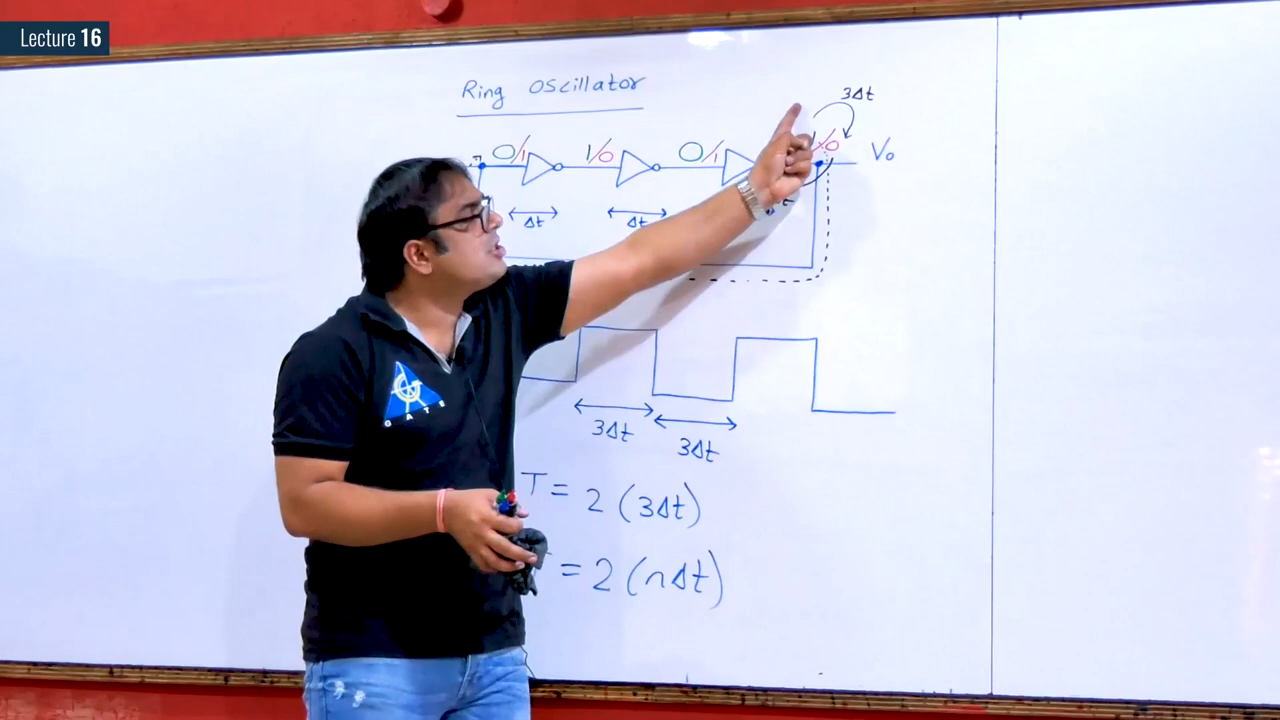 Lecture 16
Ring Oscillator
3Δt
0/1 1/0 0/1 1/0 V₀
Δt Δt
3Δt
3Δt
T = 2 (3Δt)
= 2 (nΔt)
GATE